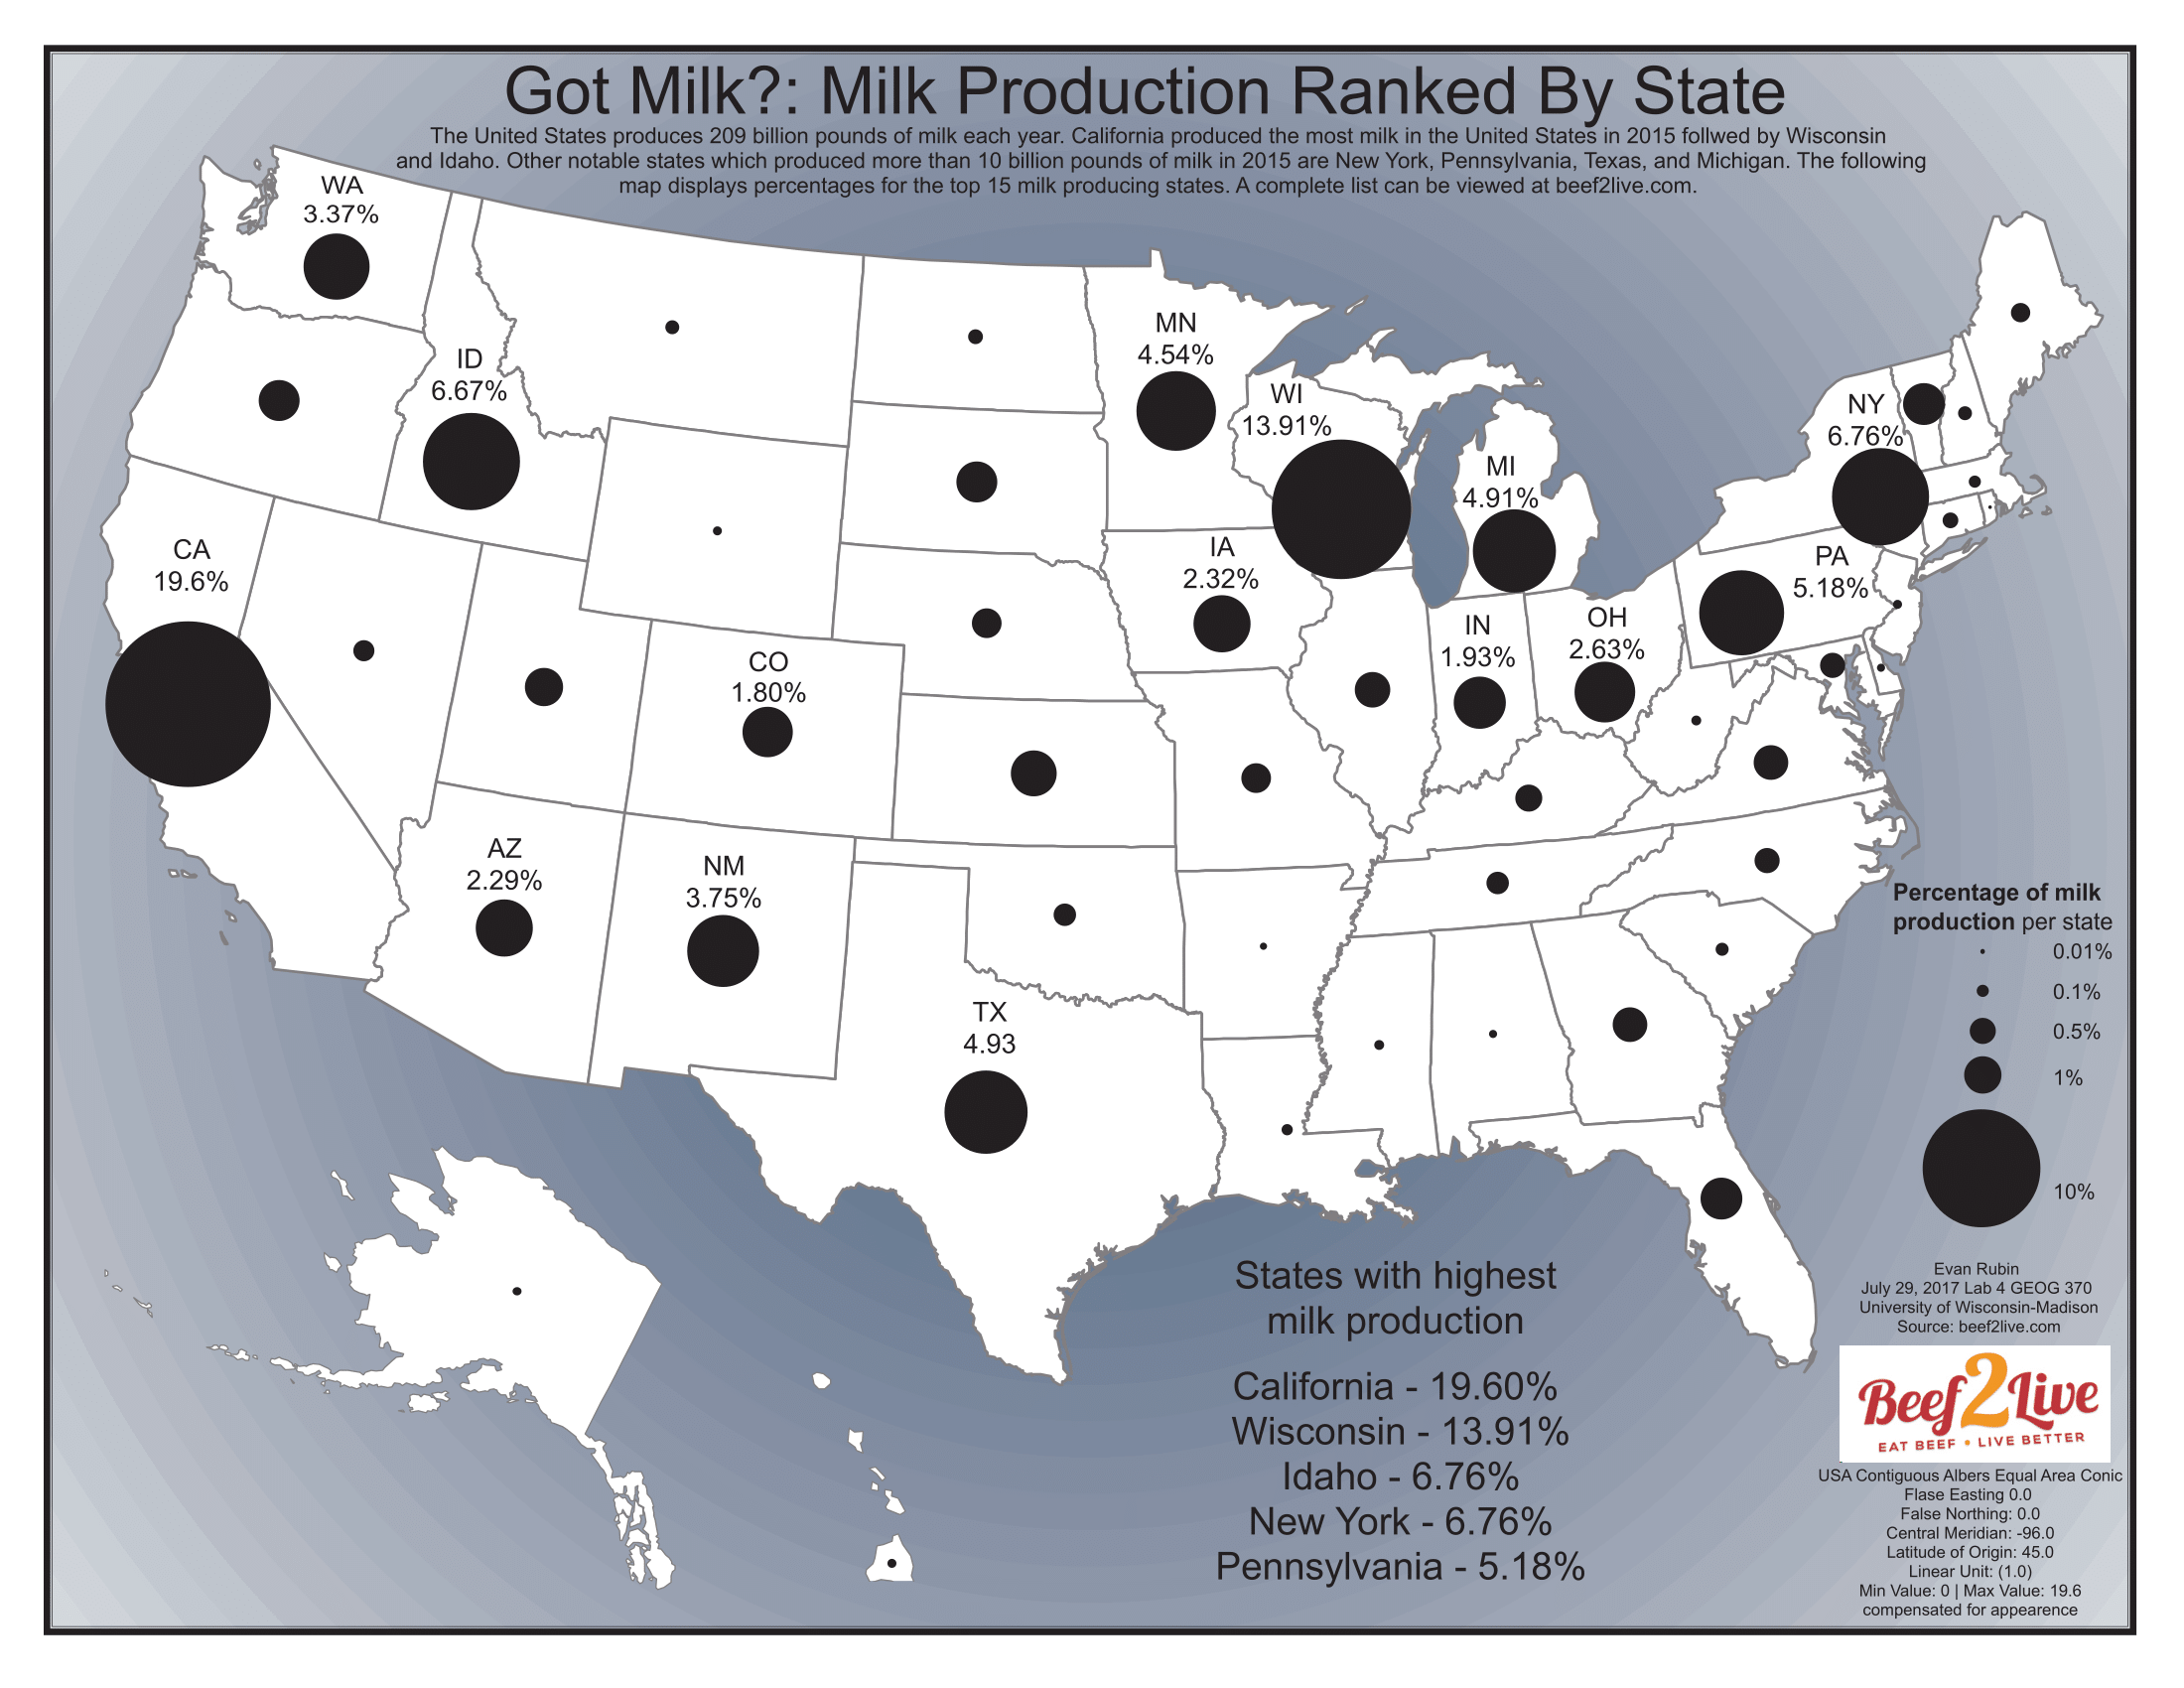 Got Milk?: Milk Production Ranked By State
The United States produces 209 billion pounds of milk each year. California produced the most milk in the United States in 2015 follwed by Wisconsin
and Idaho. Other notable states which produced more than 10 billion pounds of milk in 2015 are New York, Pennsylvania, Texas, and Michigan. The following
map displays percentages for the top 15 milk producing states. A complete list can be viewed at beef2live.com.
WA
3.37%
ID
6.67%
MN
4.54%
WI
13.91%
MI
4.91%
NY
6.76%
PA
5.18%
CA
19.6%
IA
2.32%
IN
1.93%
OH
2.63%
CO
1.80%
AZ
2.29%
NM
3.75%
TX
4.93
Percentage of milk
production per state
0.01%
0.1%
0.5%
1%
10%
States with highest
milk production
California - 19.60%
Wisconsin - 13.91%
Idaho - 6.76%
New York - 6.76%
Pennsylvania - 5.18%
Evan Rubin
July 29, 2017 Lab 4 GEOG 370
University of Wisconsin-Madison
Source: beef2live.com
Beef2Live
EAT BEEF • LIVE BETTER
USA Contiguous Albers Equal Area Conic
Flase Easting 0.0
False Northing: 0.0
Central Meridian: -96.0
Latitude of Origin: 45.0
Linear Unit: (1.0)
Min Value: 0 | Max Value: 19.6
compensated for appearence